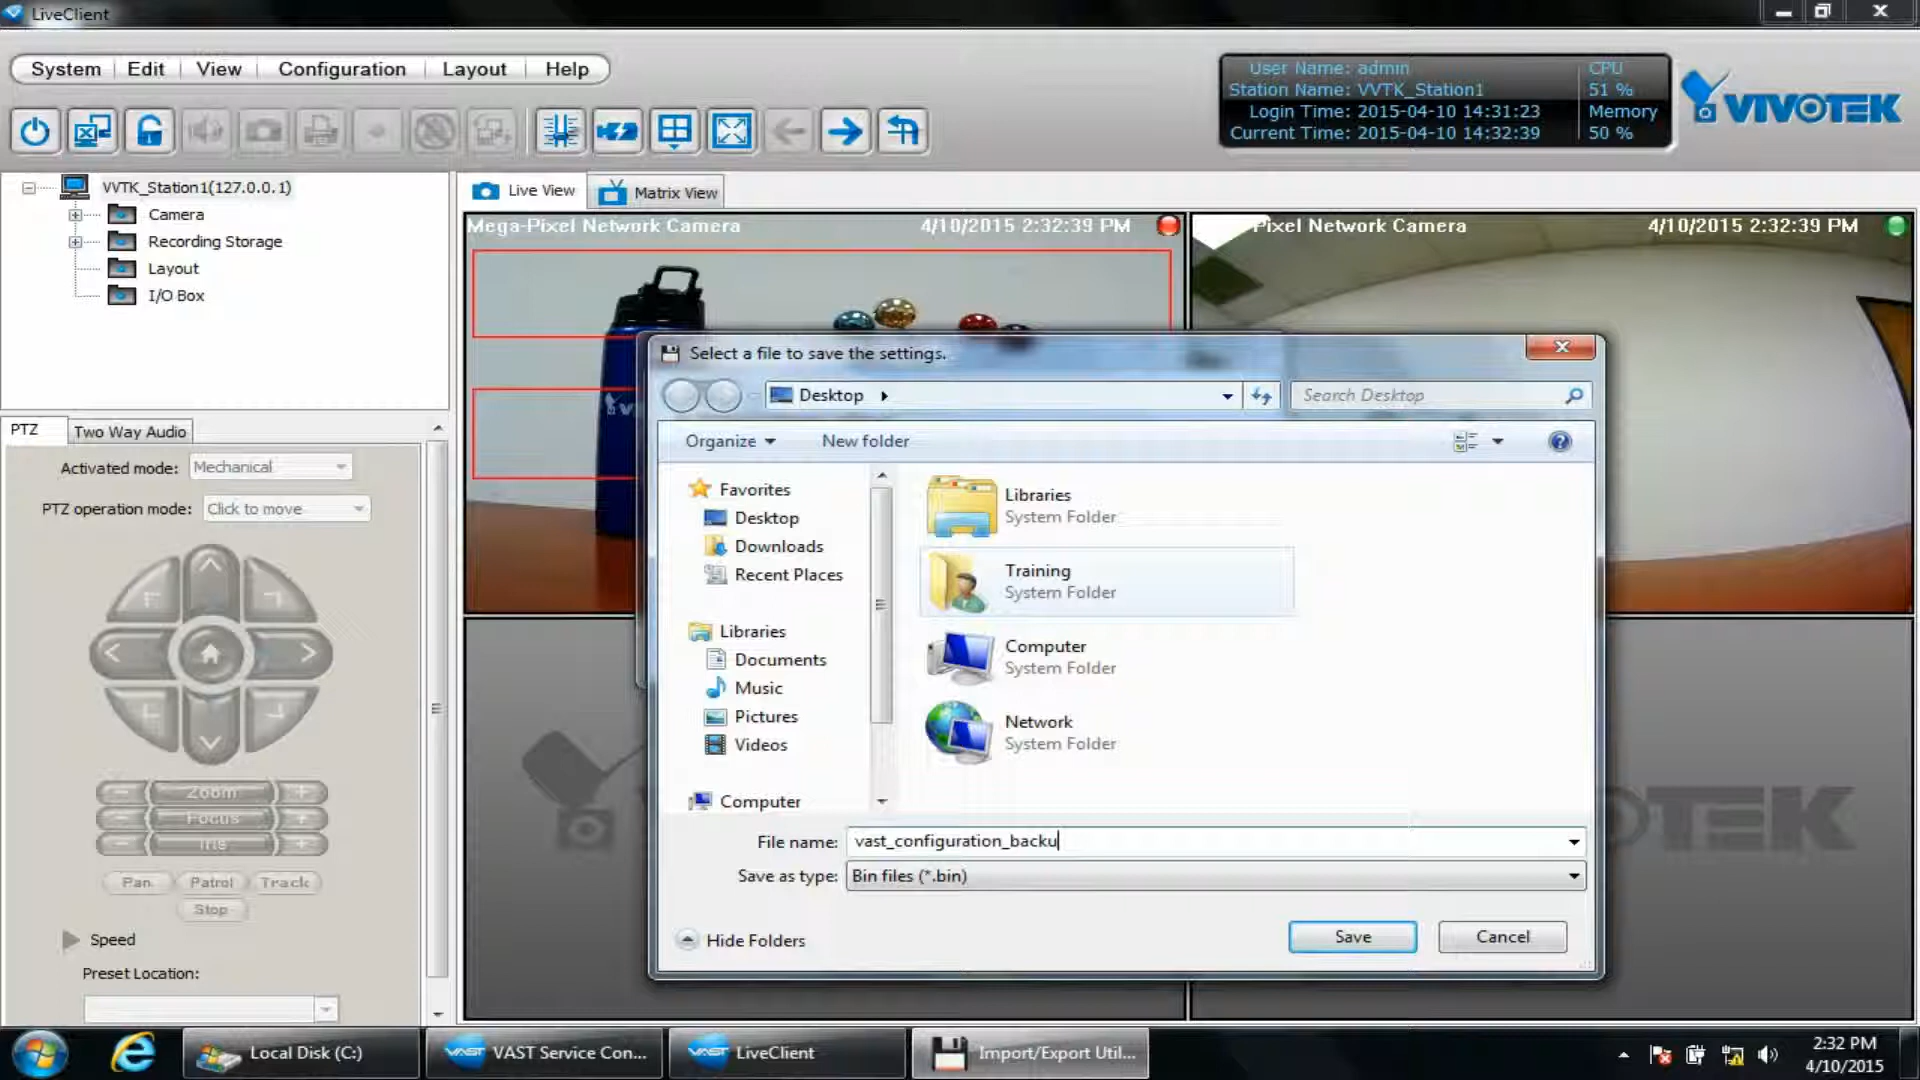 LiveClient
System Edit View Configuration Layout Help
User Name: admin
Station Name: VVTK_Station1
Login Time: 2015-04-10 14:31:23
Current Time: 2015-04-10 14:32:39
CPU
51 %
Memory
50 %
VIVOTEK
VVTK_Station1(127.0.0.1)
Camera
Recording Storage
Layout
I/O Box
Live View
Matrix View
Mega-Pixel Network Camera 4/10/2015 2:32:39 PM
Pixel Network Camera 4/10/2015 2:32:39 PM
PTZ
Two Way Audio
Activated mode: Mechanical
PTZ operation mode: Click to move
Zoom
Focus
Iris
Pan Patrol Track
Stop
Speed
Preset Location:
Select a file to save the settings.
Desktop
Search Desktop
Organize
New folder
Favorites
Desktop
Downloads
Recent Places
Libraries
Documents
Music
Pictures
Videos
Computer
Libraries
System Folder
Training
System Folder
Computer
System Folder
Network
System Folder
File name: vast_configuration_backu
Save as type: Bin files (*.bin)
Hide Folders
Save
Cancel
OTEK
Local Disk (C:)
VAST VAST Service Con...
VAST LiveClient
Import/Export Util...
2:32 PM
4/10/2015